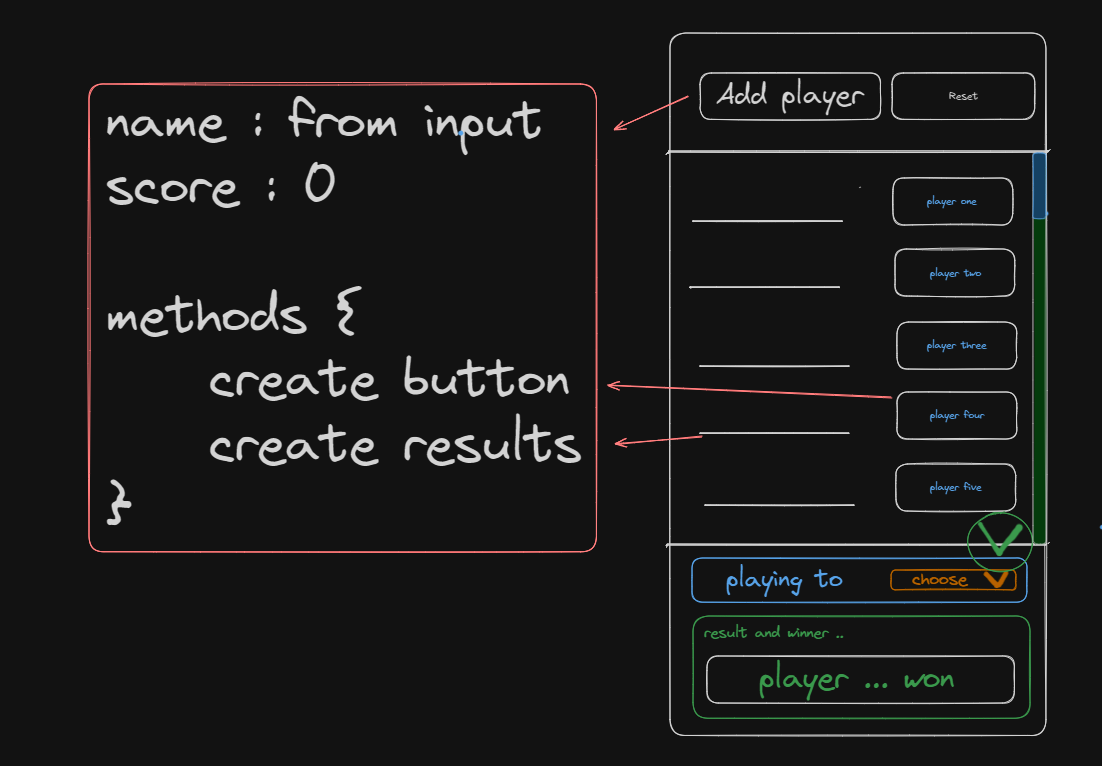 name : from input
score : 0
methods {
create button
create results
}
Add player
Reset
player one
player two
player three
player four
player five
playing to
choose
result and winner ..
player ... won